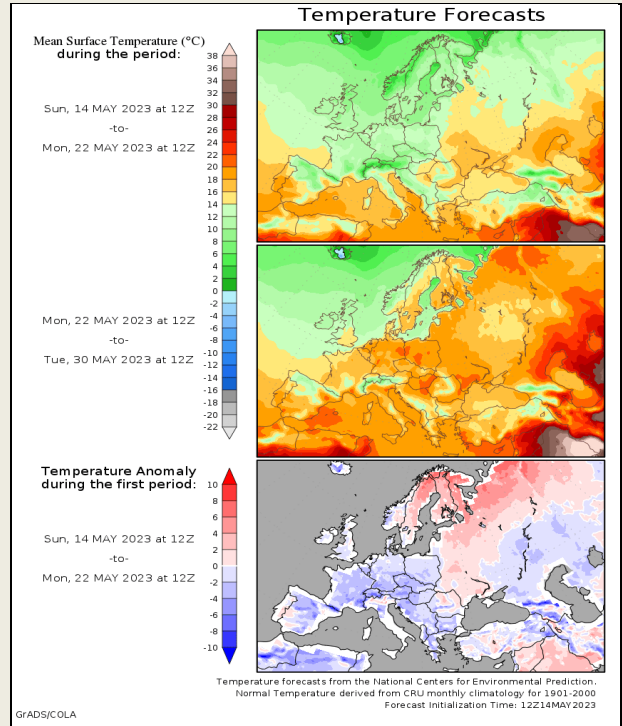 Temperature Forecasts
Mean Surface Temperature (°C)
during the period:
Sun, 14 MAY 2023 at 12Z
-to-
Mon, 22 MAY 2023 at 12Z
38
36
34
32
30
28
26
24
22
20
18
16
14
12
10
8
6
4
2
0
-2
-4
-6
-8
-10
-12
-14
-16
-18
-20
-22
Mon, 22 MAY 2023 at 12Z
-to-
Tue, 30 MAY 2023 at 12Z
Temperature Anomaly
during the first period:
Sun, 14 MAY 2023 at 12Z
-to-
Mon, 22 MAY 2023 at 12Z
10
8
6
4
2
0
-2
-4
-6
-8
-10
Temperature forecasts from the National Centers for Environmental Prediction.
Normal Temperature derived from CRU monthly climatology for 1901-2000
Forecast Initialization Time: 12Z14MAY2023
GrADS/COLA